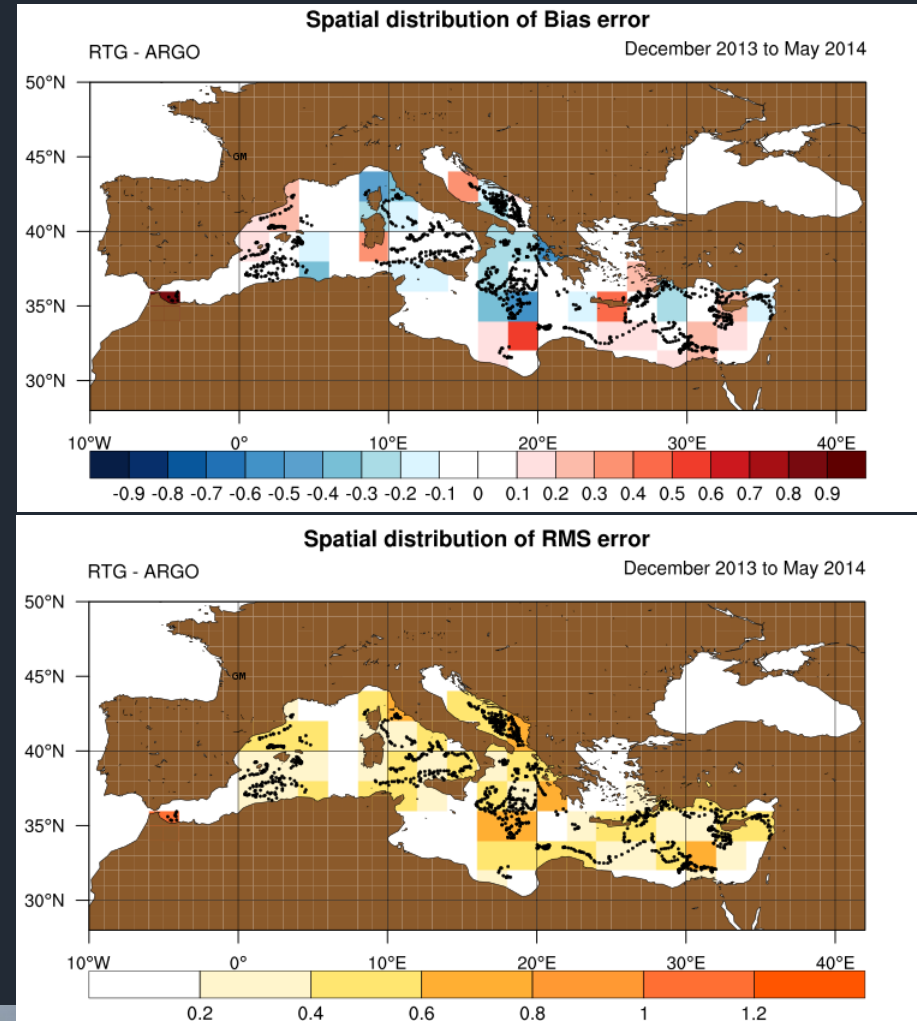 Spatial distribution of Bias error
RTG - ARGO
December 2013 to May 2014
50°N
45°N
GM
40°N
35°N
30°N
10°W 0° 10°E 20°E 30°E 40°E
-0.9 -0.8 -0.7 -0.6 -0.5 -0.4 -0.3 -0.2 -0.1 0 0.1 0.2 0.3 0.4 0.5 0.6 0.7 0.8 0.9
Spatial distribution of RMS error
RTG - ARGO
December 2013 to May 2014
50°N
45°N
GM
40°N
35°N
30°N
10°W 0° 10°E 20°E 30°E 40°E
0.2 0.4 0.6 0.8 1 1.2